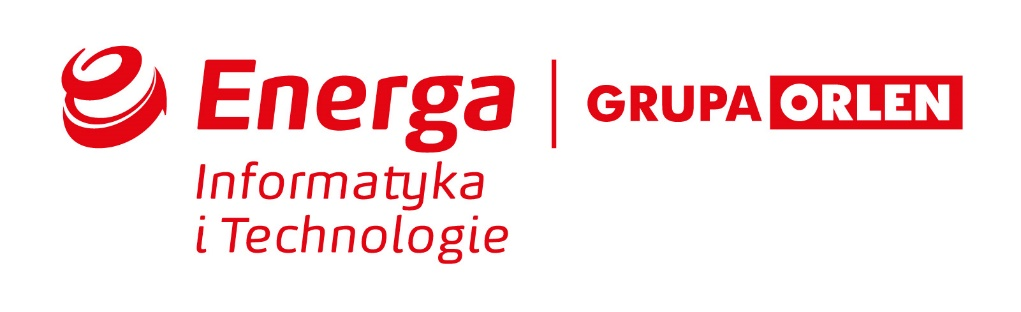 Energa | GRUPA ORLEN
Informatyka
i Technologie